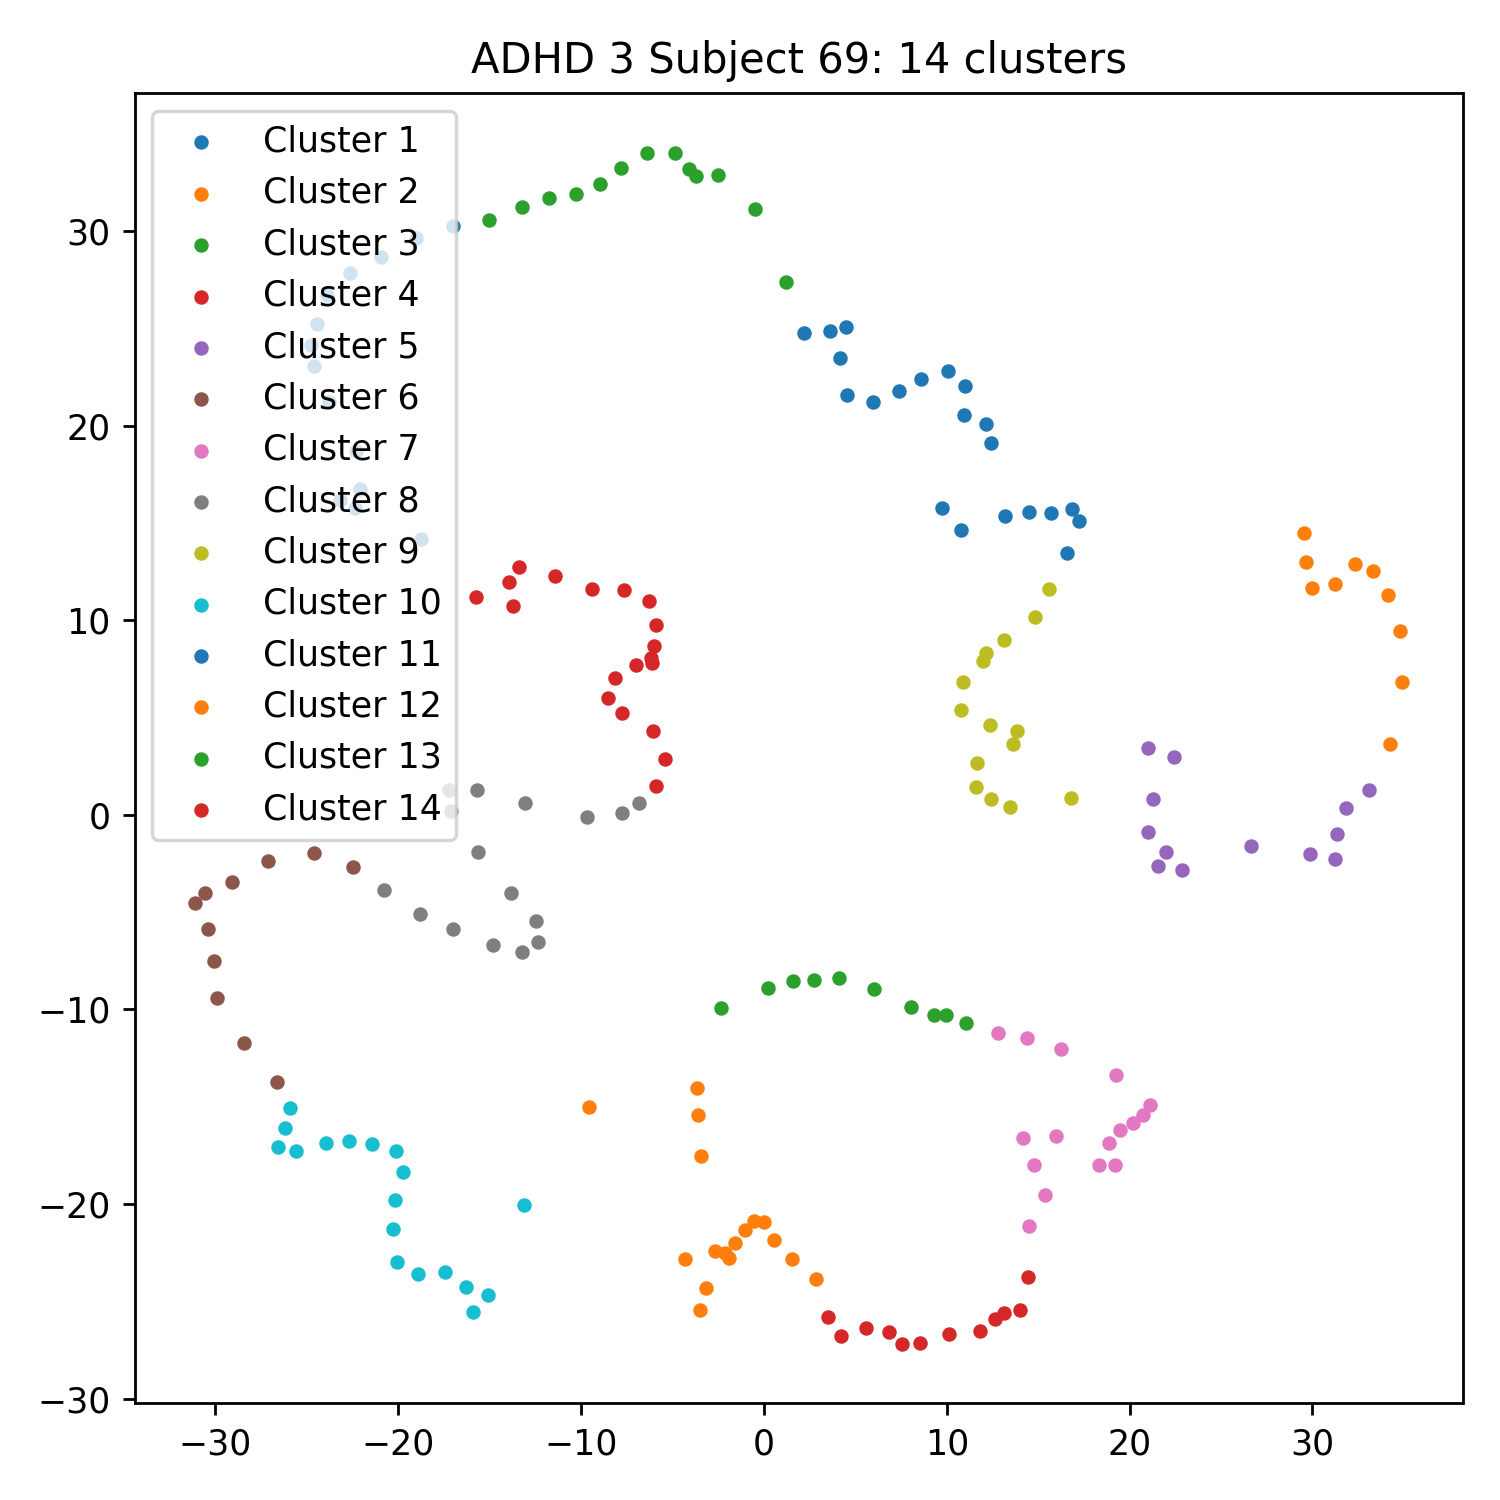 ADHD 3 Subject 69: 14 clusters
Cluster 1
Cluster 2
Cluster 3
Cluster 4
Cluster 5
Cluster 6
Cluster 7
Cluster 8
Cluster 9
Cluster 10
Cluster 11
Cluster 12
Cluster 13
Cluster 14
30
20
10
0
−10
−20
−30
−30 −20 −10 0 10 20 30